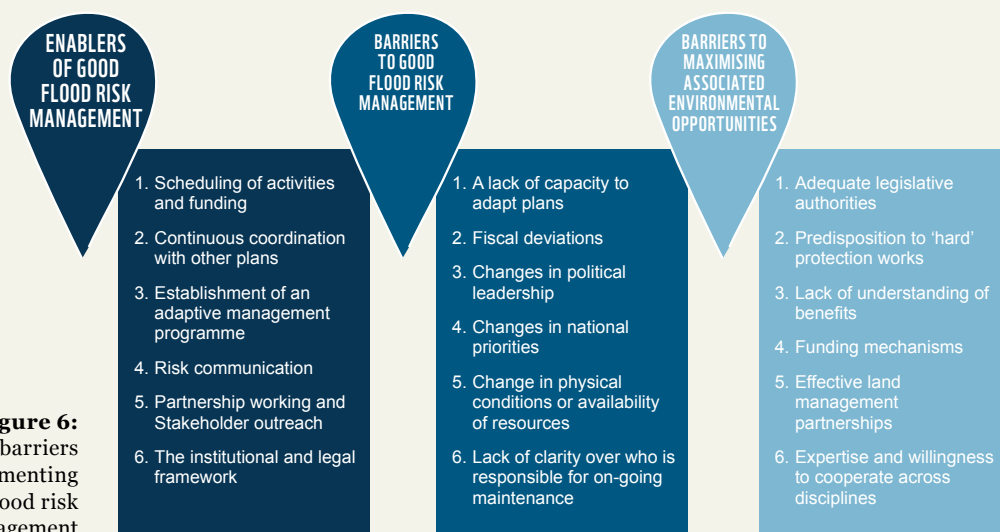 ENABLERS
OF GOOD
FLOOD RISK
MANAGEMENT
1. Scheduling of activities
and funding
2. Continuous coordination
with other plans
3. Establishment of an
adaptive management
programme
4. Risk communication
5. Partnership working and
Stakeholder outreach
6. The institutional and legal
framework
BARRIERS
TO GOOD
FLOOD RISK
MANAGEMENT
1. A lack of capacity to
adapt plans
2. Fiscal deviations
3. Changes in political
leadership
4. Changes in national
priorities
5. Change in physical
conditions or availability
of resources
6. Lack of clarity over who is
responsible for on-going
maintenance
BARRIERS TO
MAXIMISING
ASSOCIATED
ENVIRONMENTAL
OPPORTUNITIES
1. Adequate legislative
authorities
2. Predisposition to ‘hard’
protection works
3. Lack of understanding of
benefits
4. Funding mechanisms
5. Effective land
management
partnerships
6. Expertise and willingness
to cooperate across
disciplines
gure 6:
barriers
menting
ood risk
agement